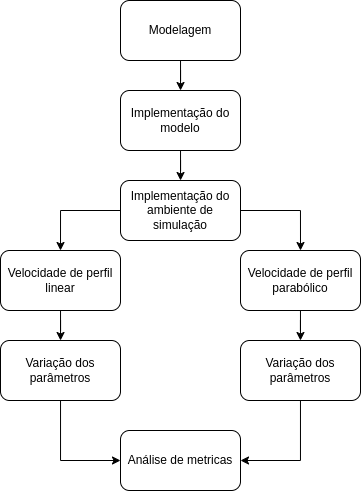 Modelagem
Implementação do
modelo
Implementação do
ambiente de
simulação
Velocidade de perfil
linear
Velocidade de perfil
parabólico
Variação dos
parâmetros
Variação dos
parâmetros
Análise de metricas